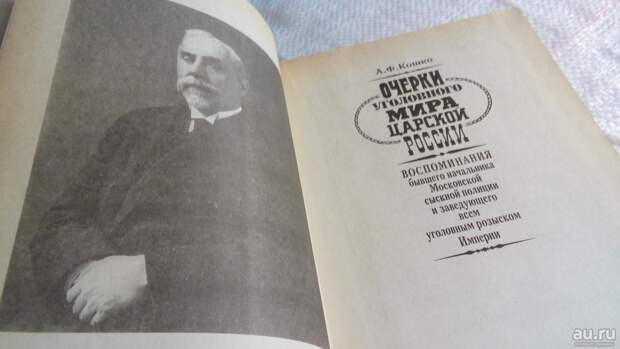 А.Ф.Кошко
ОЧЕРКИ
УГОЛОВНОГО
МИРА
ЦАРСКОЙ
РОССИИ
ВОСПОМИНАНИЯ
бывшего начальника
Московской
сыскной полиции
и заведующего
всем
уголовным розыском
Империи
au.ru